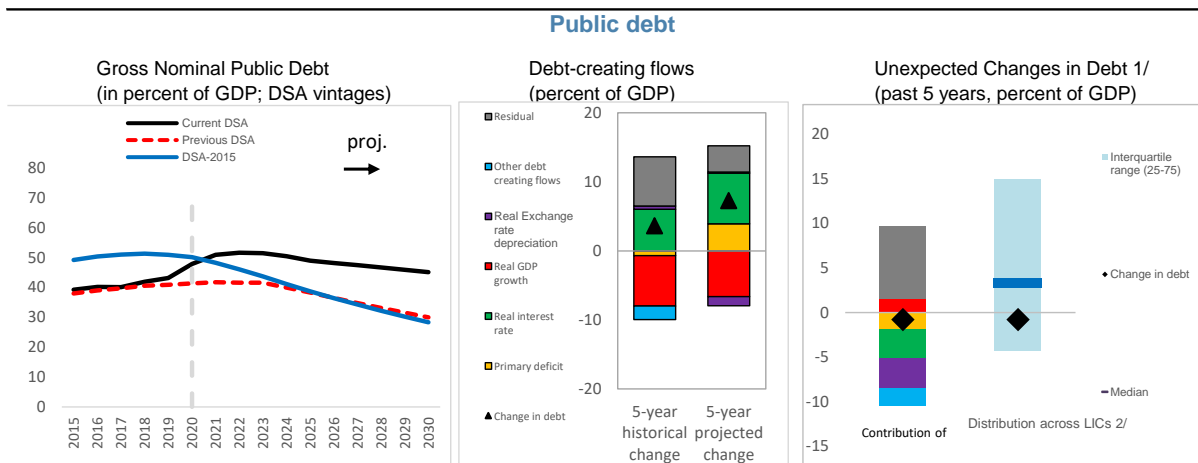 Public debt
Gross Nominal Public Debt
(in percent of GDP; DSA vintages)
Current DSA
Previous DSA
DSA-2015
proj.
80
70
60
50
40
30
20
10
0
2015
2016
2017
2018
2019
2020
2021
2022
2023
2024
2025
2026
2027
2028
2029
2030
Debt-creating flows
(percent of GDP)
Residual
Other debt
creating flows
Real Exchange
rate
depreciation
Real GDP
growth
Real interest
rate
Primary deficit
Change in debt
20
10
0
-10
-20
5-year
historical
change
5-year
projected
change
Unexpected Changes in Debt 1/
(past 5 years, percent of GDP)
20
15
10
5
0
-5
-10
-15
Interquartile
range (25-75)
Change in debt
Median
Contribution of
Distribution across LICs 2/